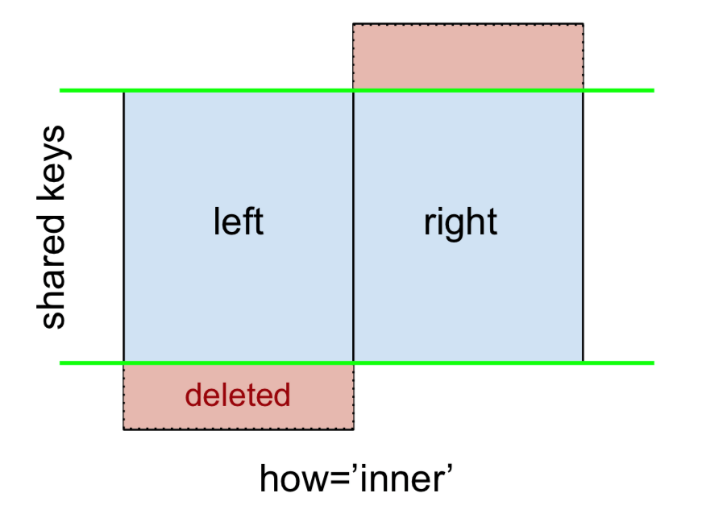 shared keys
left
right
deleted
how=’inner’